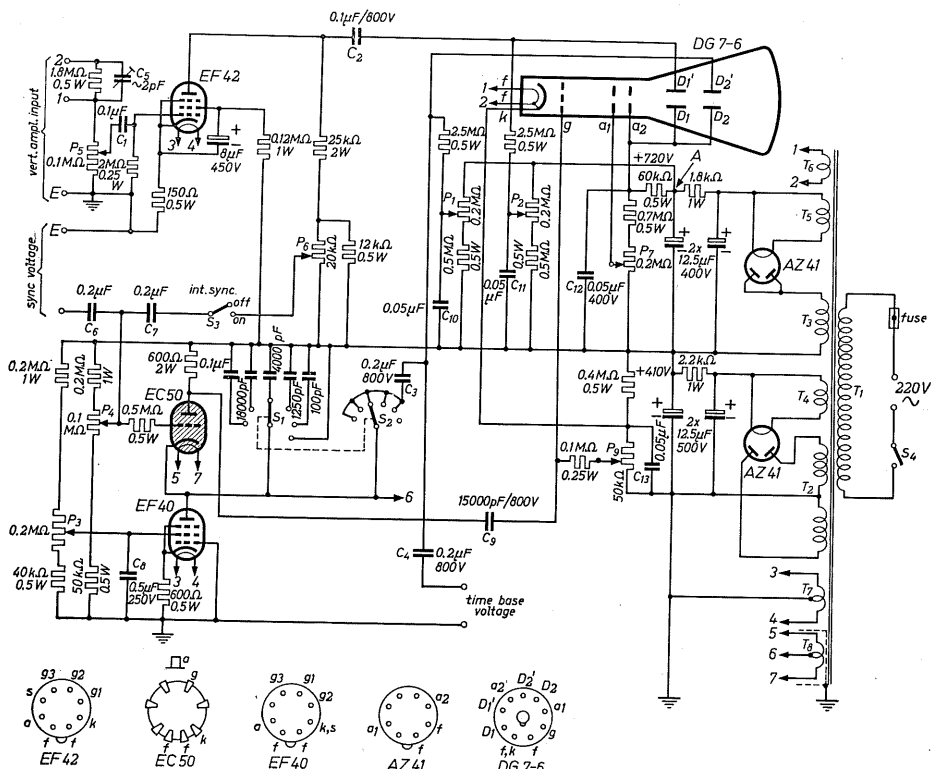 0.1μF/800V
C2
DG 7-6
2
1.8MΩ
0.5W
C5
~2pF
1
EF 42
vert. ampl. input
0.1μF
C1
P5
0.1MΩ
2MΩ
0.25
W
3 4
8μF
450V
E
150Ω
0.5W
E
sync voltage
0.12MΩ
1W
25kΩ
2W
P6
20kΩ
12kΩ
0.5W
1 f
2 f
k
g
a1
a2
D1'
D2'
D1
D2
2.5MΩ
0.5W
2.5MΩ
0.5W
P1
0.2MΩ
P2
0.2MΩ
0.5MΩ
0.5W
0.5W
0.5MΩ
+720V
A
60kΩ
0.5W
1.8kΩ
1W
0.7MΩ
0.5W
P7
0.2MΩ
2x
12.5μF
400V
C12
0.05μF
400V
0.05μF
C10
0.05
μF
C11
AZ 41
1
T6
2
T5
T3
T1
fuse
220V
~
S4
0.2μF
C6
0.2μF
C7
int. sync.
off
S3
on
0.2MΩ
1W
0.2MΩ
1W
600Ω
2W
0.1μF
18000pF
4000pF
1250pF
100pF
0.2μF
800V
C3
S1
S2
0.1
MΩ
P4
0.5MΩ
0.5W
EC50
5 7
6
0.4MΩ
0.5W
+410V
2.2kΩ
1W
2x
12.5μF
500V
T4
AZ 41
T2
0.1MΩ
0.25W
P9
50kΩ
C13
0.05μF
EF40
P3
0.2MΩ
15000pF/800V
C9
C4
0.2μF
800V
40kΩ
0.5W
50kΩ
0.5W
C8
0.5μF
250V
3 4
600Ω
0.5W
time base
voltage
3
T7
4
5
T8
6
7
g3 g2
s g1
a k
f f
EF 42
a
g
k
f f
EC50
g3 g1
g2
a k,s
f f
EF40
a2
a1 f
f
AZ 41
a2 D2' D2
D1' a1
D1 g
f,k f
DG 7-6